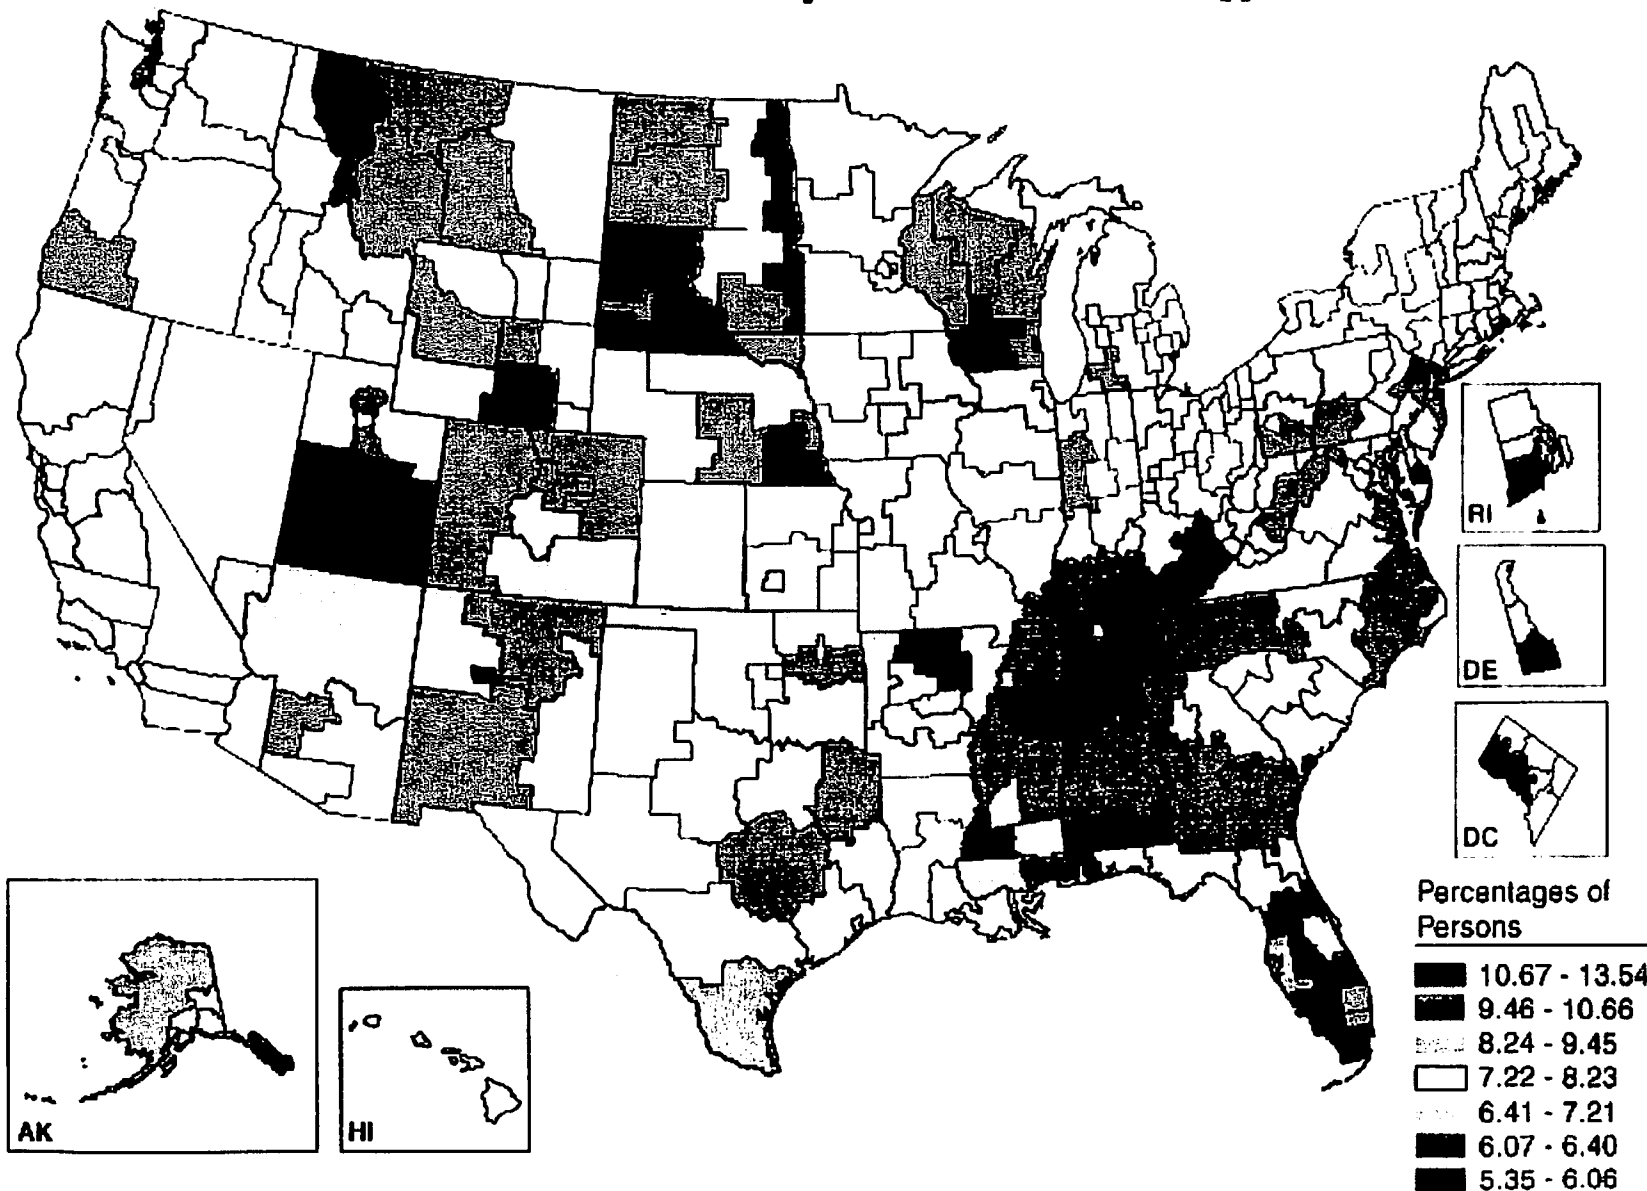 RI
DE
DC
AK
HI
Percentages of
Persons
10.67 - 13.54
9.46 - 10.66
8.24 - 9.45
7.22 - 8.23
6.41 - 7.21
6.07 - 6.40
5.35 - 6.06